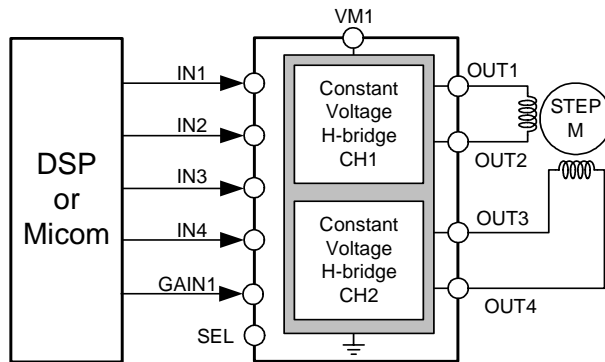 VM1
IN1
IN2
IN3
IN4
GAIN1
SEL
DSP
or
Micom
Constant
Voltage
H-bridge
CH1
Constant
Voltage
H-bridge
CH2
OUT1
OUT2
OUT3
OUT4
STEP
M